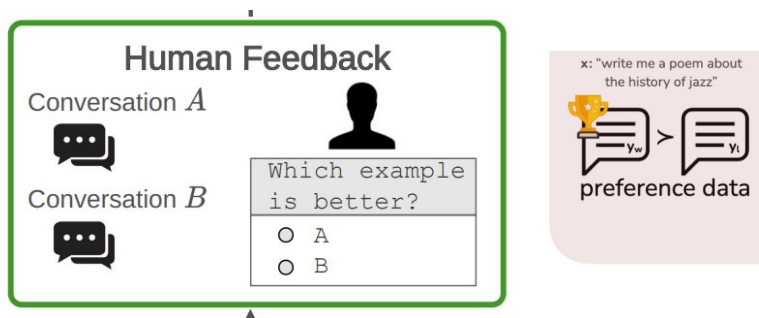 Human Feedback
Conversation A
Conversation B
Which example
is better?
A
B
x: “write me a poem about
the history of jazz”
yw > yl
preference data